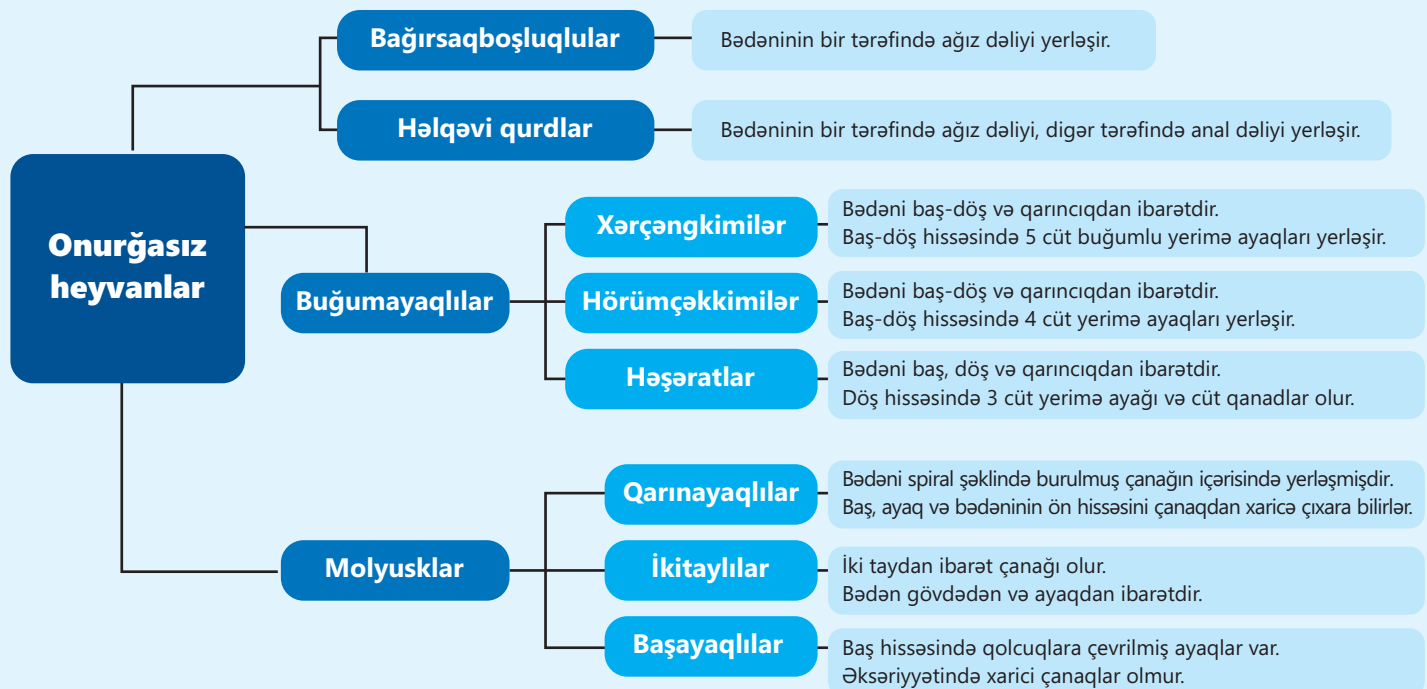 Bağırsaqboşluqlular
Bədəninin bir tərəfində ağız dəliyi yerləşir.
Həlqəvi qurdlar
Bədəninin bir tərəfində ağız dəliyi, digər tərəfində anal dəliyi yerləşir.
Onurğasız
heyvanlar
Buğumayaqlılar
Xərçəngkimilər
Bədəni baş-döş və qarıncıqdan ibarətdir.
Baş-döş hissəsində 5 cüt buğumlu yerimə ayaqları yerləşir.
Hörümçəkkimilər
Bədəni baş-döş və qarıncıqdan ibarətdir.
Baş-döş hissəsində 4 cüt yerimə ayaqları yerləşir.
Həşəratlar
Bədəni baş, döş və qarıncıqdan ibarətdir.
Döş hissəsində 3 cüt yerimə ayağı və cüt qanadlar olur.
Molyusklar
Qarınayaqlılar
Bədəni spiral şəklində burulmuş çanağın içərisində yerləşmişdir.
Baş, ayaq və bədəninin ön hissəsini çanaqdan xaricə çıxara bilirlər.
İkitaylılar
İki taydan ibarət çanağı olur.
Bədən gövdədən və ayaqdan ibarətdir.
Başayaqlılar
Baş hissəsində qolcuqlara çevrilmiş ayaqlar var.
Əksəriyyətində xarici çanaqlar olmur.